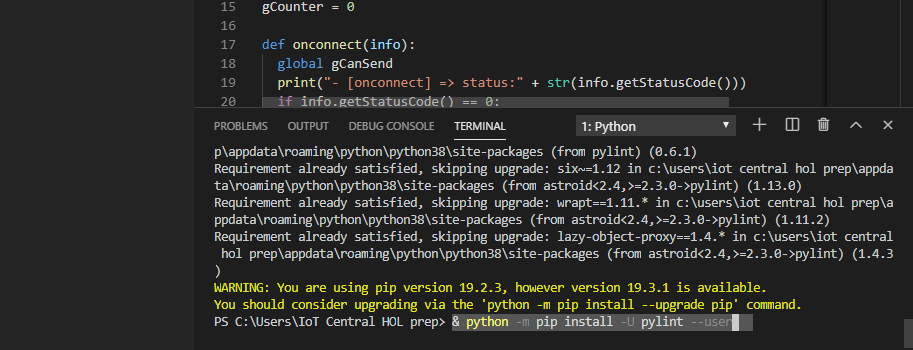 15 gCounter = 0
16
17 def onconnect(info):
18 global gCanSend
19 print("- [onconnect] => status:" + str(info.getStatusCode()))
20 if info.getStatusCode() == 0:
PROBLEMS OUTPUT DEBUG CONSOLE TERMINAL 1: Python
p\appdata\roaming\python\python38\site-packages (from pylint) (0.6.1)
Requirement already satisfied, skipping upgrade: six~=1.12 in c:\users\iot central hol prep\appda
ta\roaming\python\python38\site-packages (from astroid<2.4,>=2.3.0->pylint) (1.13.0)
Requirement already satisfied, skipping upgrade: wrapt==1.11.* in c:\users\iot central hol prep\a
ppdata\roaming\python\python38\site-packages (from astroid<2.4,>=2.3.0->pylint) (1.11.2)
Requirement already satisfied, skipping upgrade: lazy-object-proxy==1.4.* in c:\users\iot central
hol prep\appdata\roaming\python\python38\site-packages (from astroid<2.4,>=2.3.0->pylint) (1.4.3
)
WARNING: You are using pip version 19.2.3, however version 19.3.1 is available.
You should consider upgrading via the 'python -m pip install --upgrade pip' command.
PS C:\Users\IoT Central HOL prep> & python -m pip install -U pylint --user